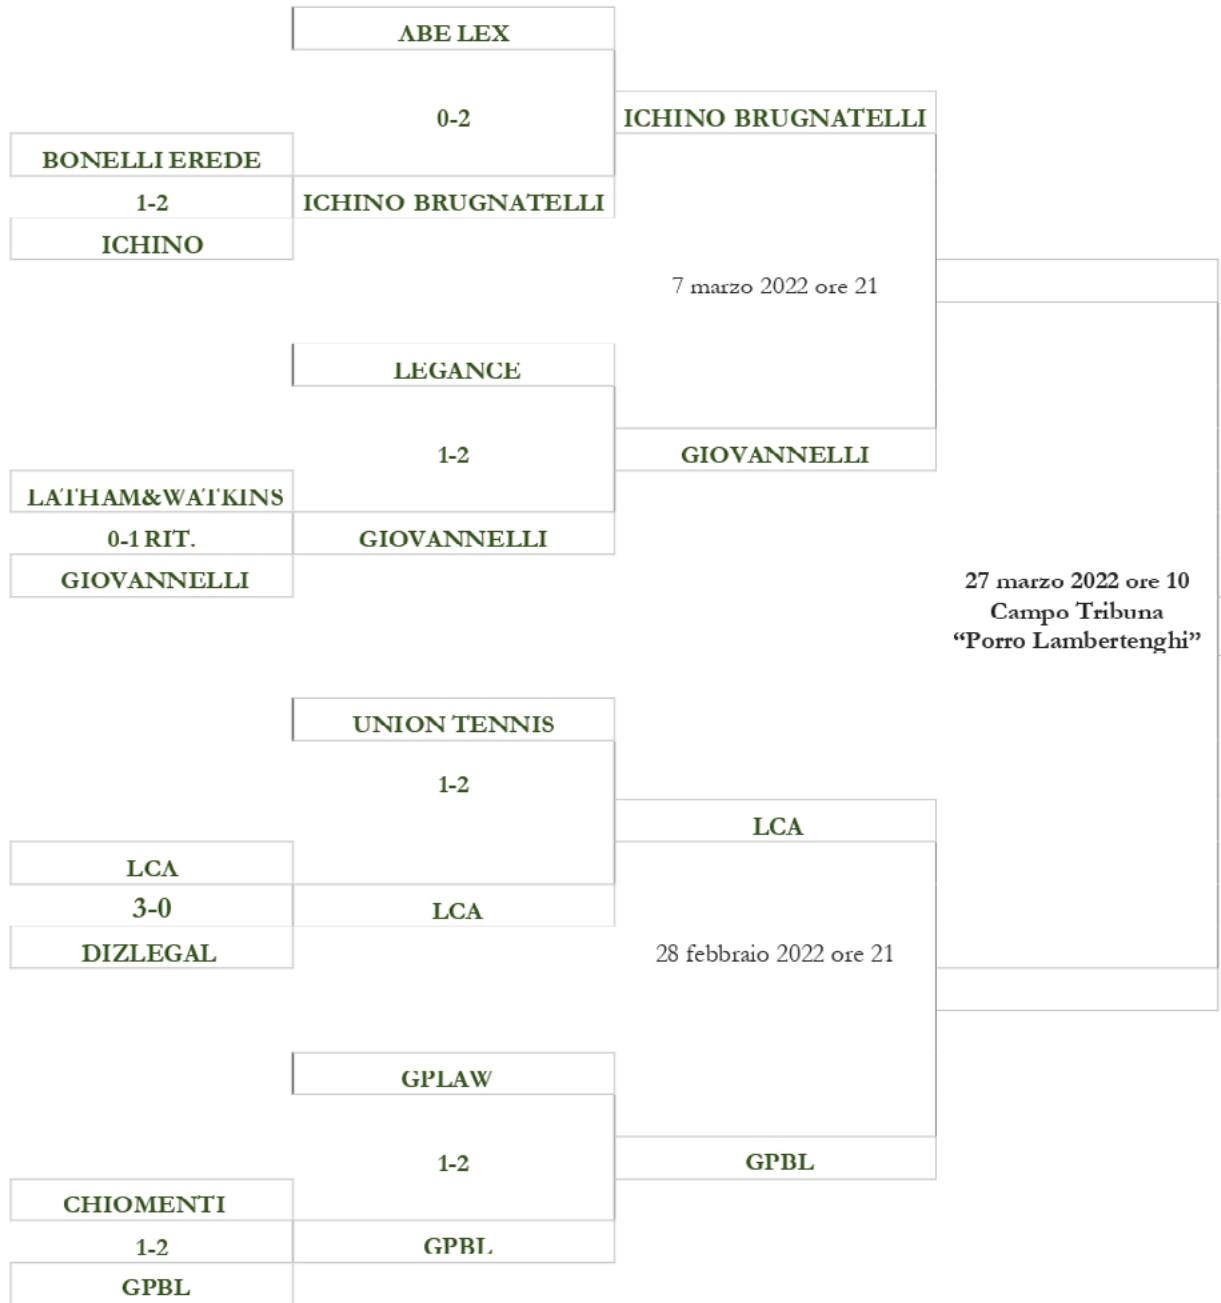 ABE LEX
0-2
ICHINO BRUGNATELLI
BONELLI EREDE
1-2
ICHINO BRUGNATELLI
ICHINO
7 marzo 2022 ore 21
LEGANCE
1-2
GIOVANNELLI
LATHAM&WATKINS
0-1 RIT.
GIOVANNELLI
GIOVANNELLI
27 marzo 2022 ore 10
Campo Tribuna
“Porro Lambertenghi”
UNION TENNIS
1-2
LCA
LCA
3-0
LCA
DIZLEGAL
28 febbraio 2022 ore 21
GPLAW
1-2
GPBL
CHIOMENTI
1-2
GPBL
GPBL